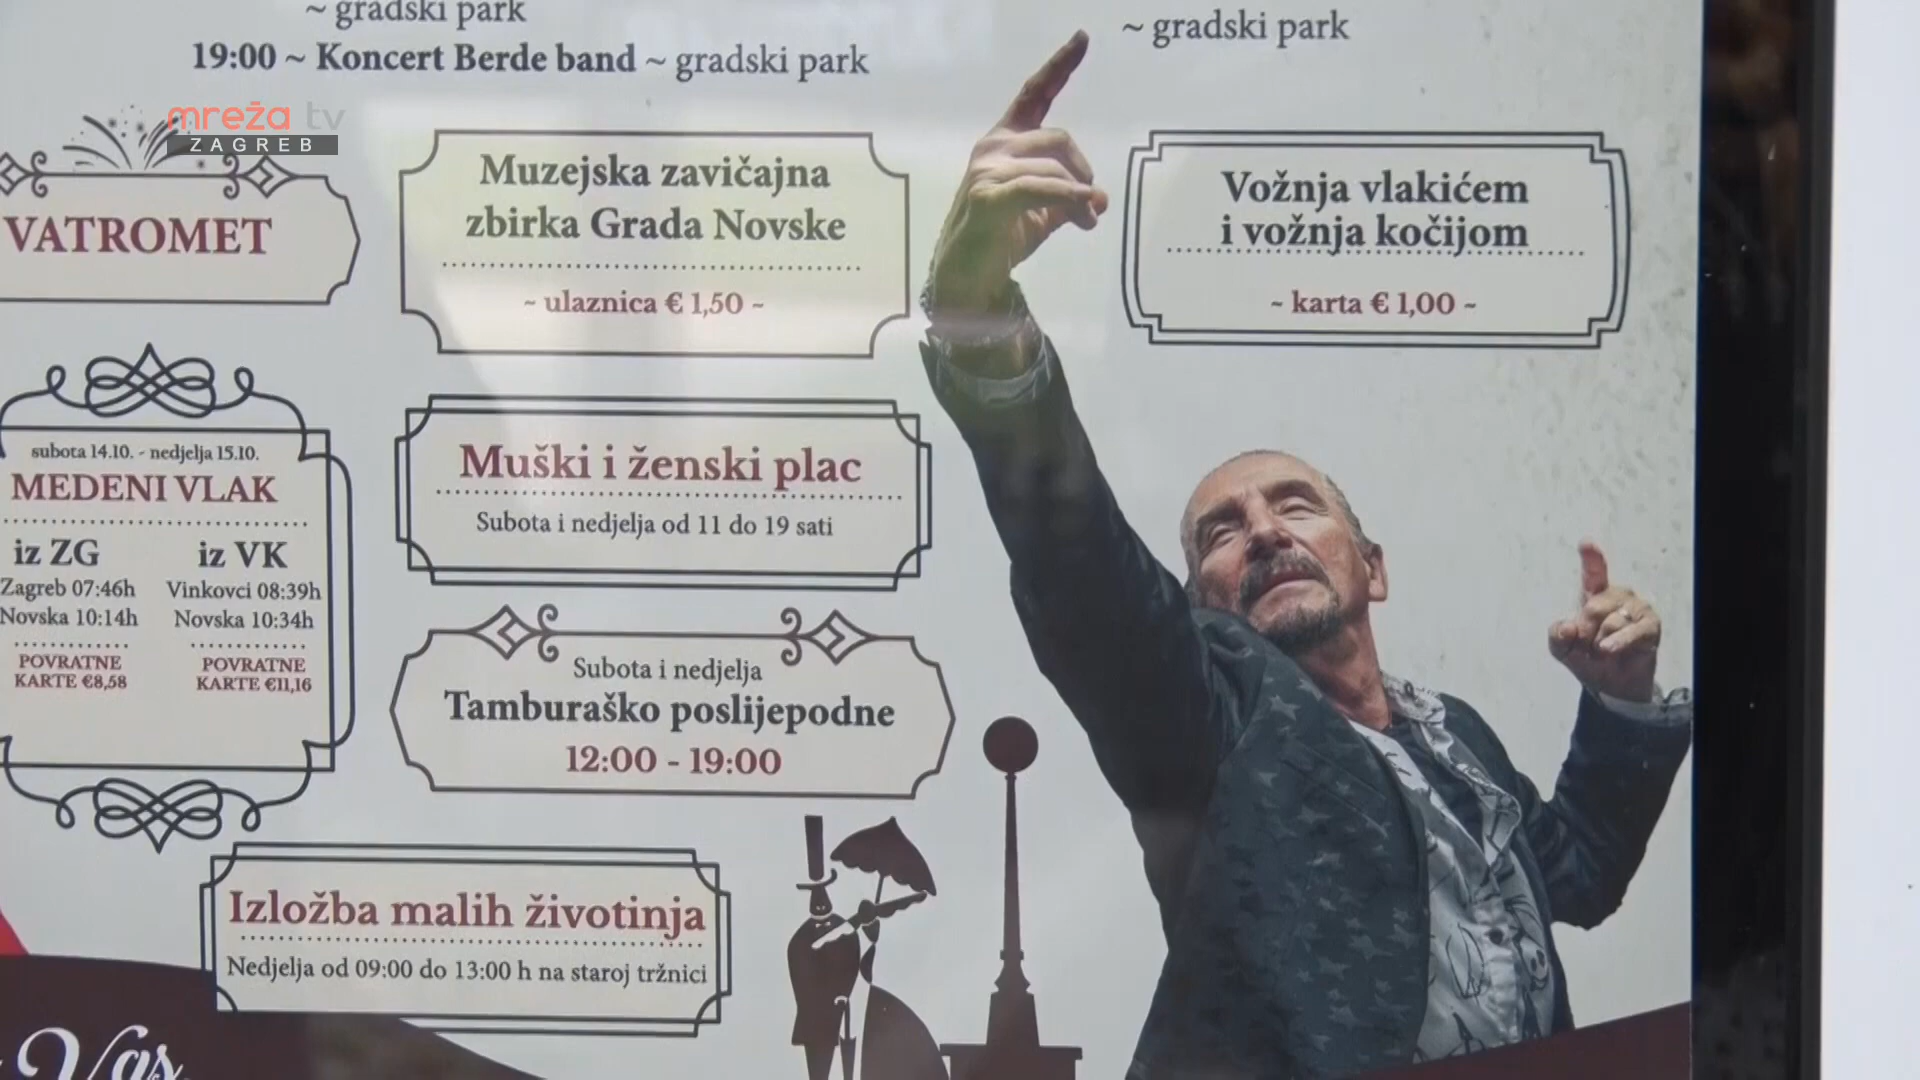 ~ gradski park
19:00 ~ Koncert Berde band ~ gradski park
~ gradski park
mreža tv
ZAGREB
VATROMET
Muzejska zavičajna
zbirka Grada Novske
~ ulaznica € 1,50 ~
Vožnja vlakićem
i vožnja kočijom
~ karta € 1,00 ~
subota 14.10. - nedjelja 15.10.
MEDENI VLAK
iz ZG
Zagreb 07:46h
Novska 10:14h
POVRATNE
KARTE €8,58
iz VK
Vinkovci 08:39h
Novska 10:34h
POVRATNE
KARTE €11,16
Muški i ženski plac
Subota i nedjelja od 11 do 19 sati
Subota i nedjelja
Tamburaško poslijepodne
12:00 - 19:00
Izložba malih životinja
Nedjelja od 09:00 do 13:00 h na staroj tržnici
Vas